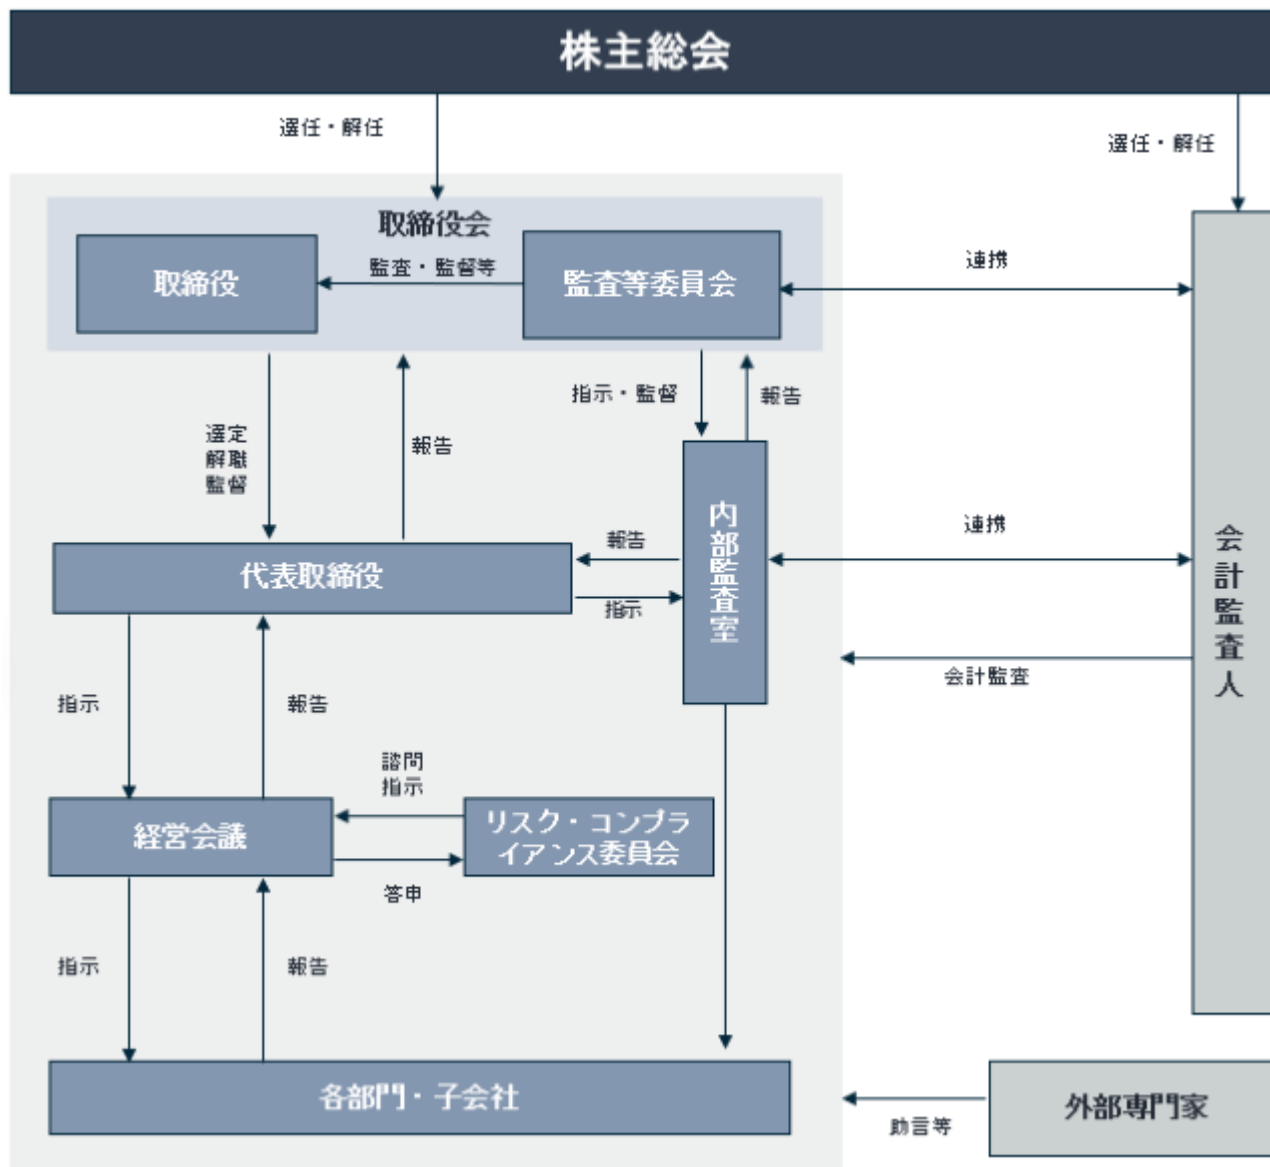 株主総会
選任・解任
選任・解任
取締役会
取締役
監査・監督等
監査等委員会
連携
指示・監督
報告
選定
解職
監督
報告
内部監査室
連携
会計監査人
報告
代表取締役
指示
会計監査
指示
報告
諮問
指示
経営会議
リスク・コンプラ
イアンス委員会
答申
指示
報告
各部門・子会社
外部専門家
助言等